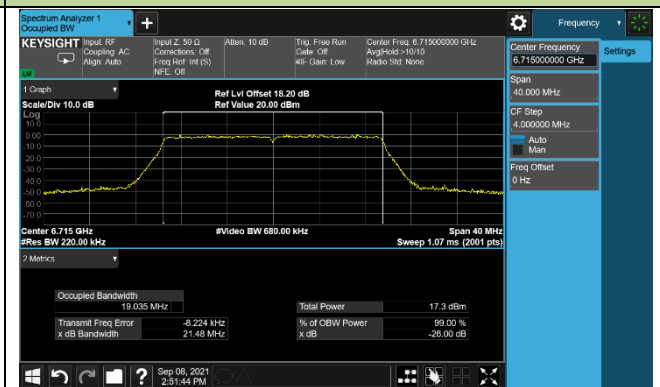 Spectrum Analyzer 1
Occupied BW
+
Frequency
KEYSIGHT
Input: RF
Coupling: AC
Align: Auto
Input Z: 50 Ω
Corrections: Off
Freq Ref: Int (S)
NFE: Off
Atten: 10 dB
Trig: Free Run
Gate: Off
#IF Gain: Low
Center Freq: 6.715000000 GHz
Avg|Hold:>10/10
Radio Std: None
Center Frequency
6.715000000 GHz
Settings
Span
40.000 MHz
CF Step
4.000000 MHz
Auto
Man
Freq Offset
0 Hz
1 Graph
Scale/Div 10.0 dB
Ref Lvl Offset 18.20 dB
Ref Value 20.00 dBm
Log
10.0
0.00
-10.0
-20.0
-30.0
-40.0
-50.0
-60.0
-70.0
Center 6.715 GHz
#Video BW 680.00 kHz
Span 40 MHz
#Res BW 220.00 kHz
Sweep 1.07 ms (2001 pts)
2 Metrics
Occupied Bandwidth
19.035 MHz
Total Power
17.3 dBm
Transmit Freq Error
-8.224 kHz
% of OBW Power
99.00 %
x dB Bandwidth
21.48 MHz
x dB
-26.00 dB
?
Sep 08, 2021
2:51:44 PM